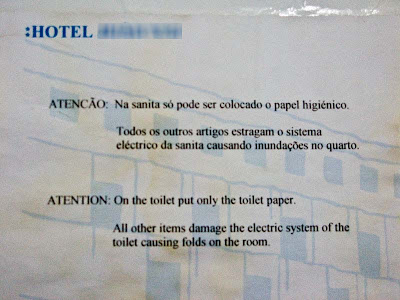 :HOTEL
ATENCÃO: Na sanita só pode ser colocado o papel higiénico.
Todos os outros artigos estragam o sistema
eléctrico da sanita causando inundações no quarto.
ATENTION: On the toilet put only the toilet paper.
All other items damage the electric system of the
toilet causing folds on the room.